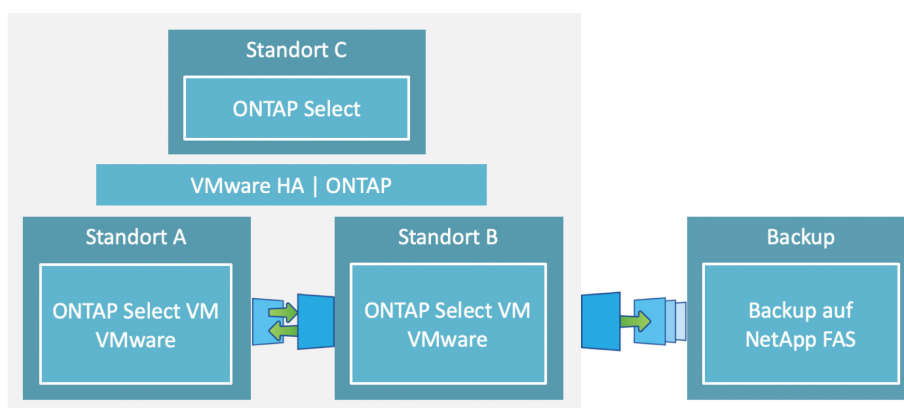 Standort C
ONTAP Select
VMware HA | ONTAP
Standort A
ONTAP Select VM
VMware
Standort B
ONTAP Select VM
VMware
Backup
Backup auf
NetApp FAS